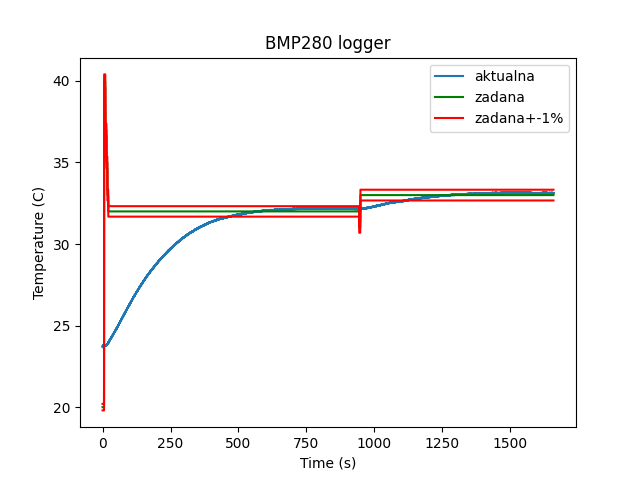 BMP280 logger
aktualna
zadana
zadana+-1%
Temperature (C)
40
35
30
25
20
0 250 500 750 1000 1250 1500
Time (s)